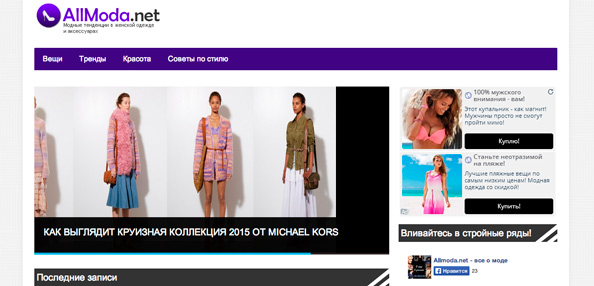 AllModa.net
Модные тенденции в женской одежде
и аксессуарах
Вещи Тренды Красота Советы по стилю
КАК ВЫГЛЯДИТ КРУИЗНАЯ КОЛЛЕКЦИЯ 2015 ОТ MICHAEL KORS
Последние записи
100% мужского
внимания - вам!
Этот купальник - как магнит!
Мужчины просто не смогут
пройти мимо!
Куплю!
Станьте неотразимой
на пляже!
Лучшие пляжные вещи по
самым низким ценам! Модная
одежда со скидкой!
Купить!
Вливайтесь в стройные ряды!
Allmoda.net - все о моде
Нравится 23